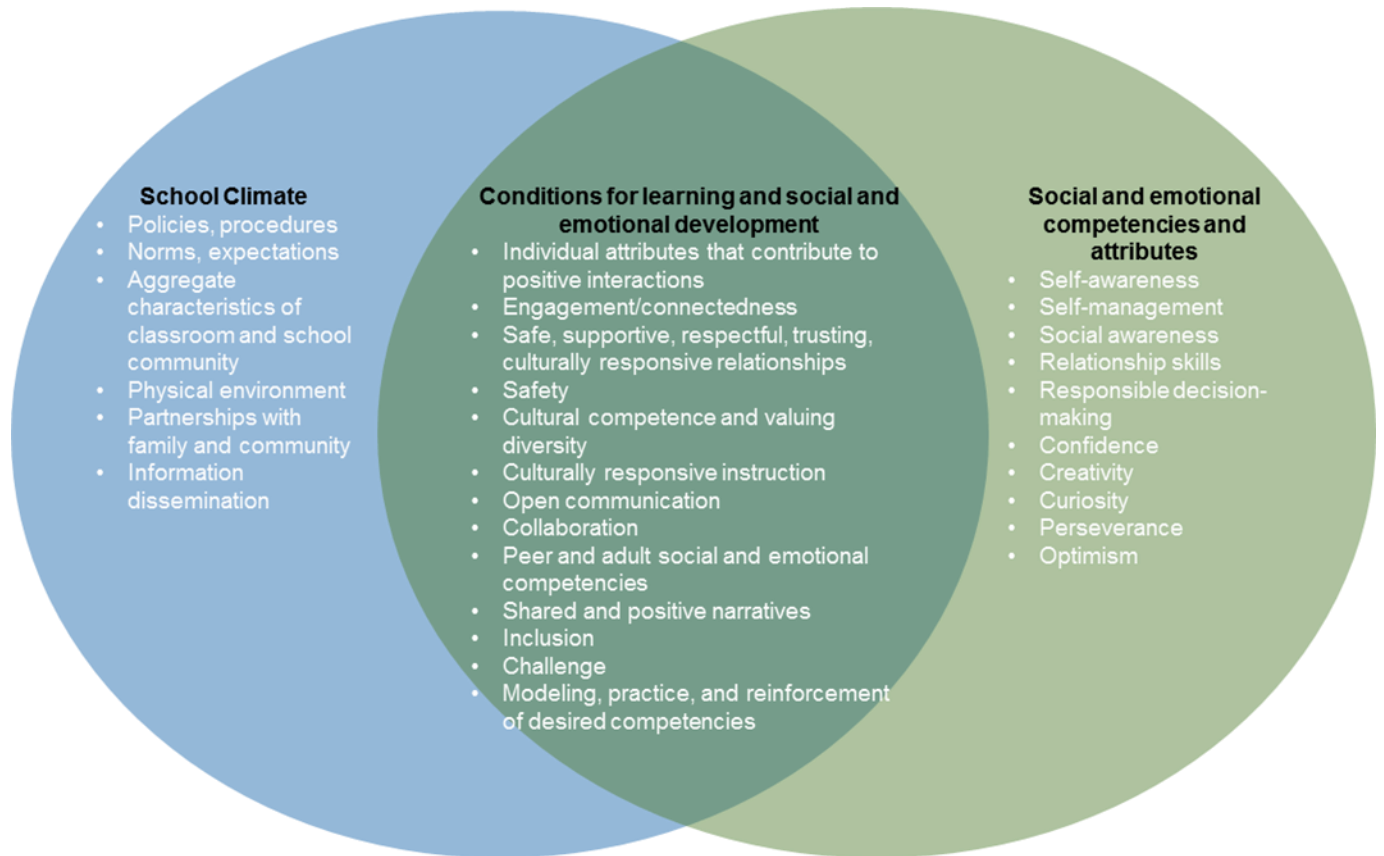 School Climate
• Policies, procedures
• Norms, expectations
• Aggregate
characteristics of
classroom and school
community
• Physical environment
• Partnerships with
family and community
• Information
dissemination
Conditions for learning and social and
emotional development
• Individual attributes that contribute to
positive interactions
• Engagement/connectedness
• Safe, supportive, respectful, trusting,
culturally responsive relationships
• Safety
• Cultural competence and valuing
diversity
• Culturally responsive instruction
• Open communication
• Collaboration
• Peer and adult social and emotional
competencies
• Shared and positive narratives
• Inclusion
• Challenge
• Modeling, practice, and reinforcement
of desired competencies
Social and emotional
competencies and
attributes
• Self-awareness
• Self-management
• Social awareness
• Relationship skills
• Responsible decision-
making
• Confidence
• Creativity
• Curiosity
• Perseverance
• Optimism